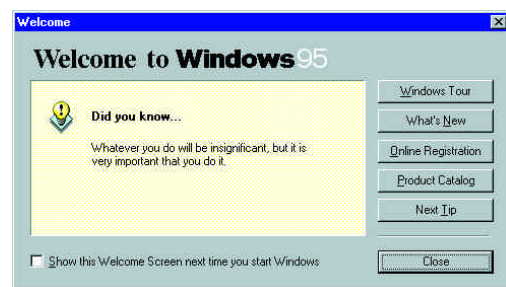 Welcome
Welcome to Windows95
Did you know...
Whatever you do will be insignificant, but it is
very important that you do it.
Windows Tour
What's New
Online Registration
Product Catalog
Next Tip
Show this Welcome Screen next time you start Windows
Close